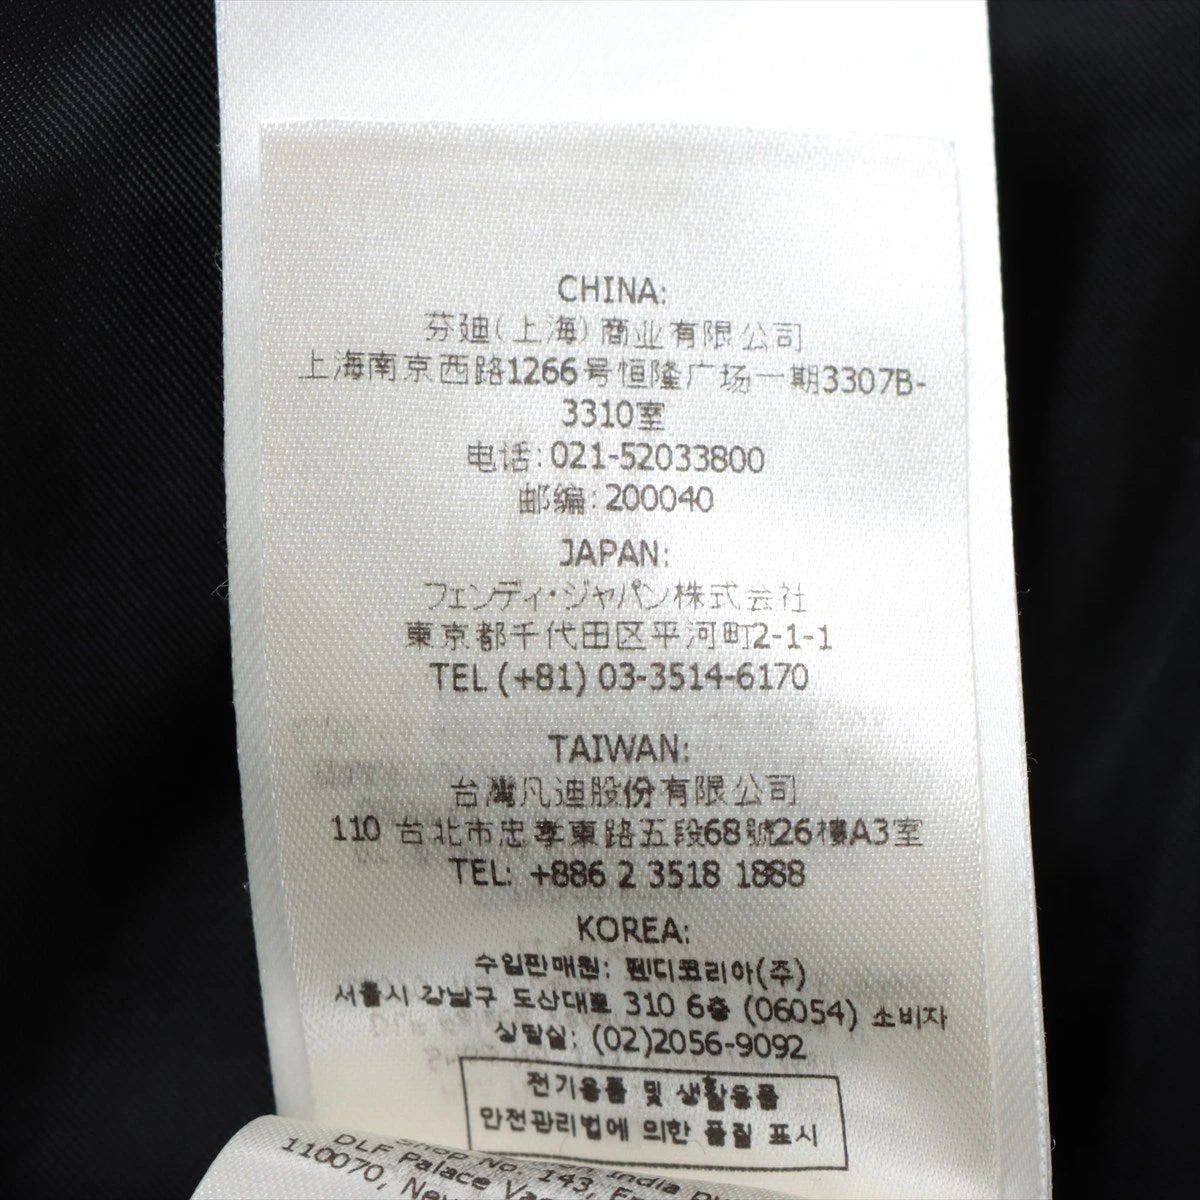 CHINA:
芬迪(上海)商业有限公司
上海南京西路1266号恒隆广场一期3307B-
3310室
电话:021-52033800
邮编:200040
JAPAN:
フェンディ・ジャパン株式会社
東京都千代田区平河町2-1-1
TEL (+81) 03-3514-6170
TAIWAN:
台灣凡迪股份有限公司
110 台北市忠孝東路五段68號26樓A3室
TEL: +886 2 3518 1888
KOREA:
수입판매원: 펜디코리아(주)
서울시 강남구 도산대로 310 6층 (06054) 소비자
상담실: (02)2056-9092
전기용품 및 생활용품
안전관리법에 의한 품질 표시
Shop No. 143,
DLF Palace
110070,